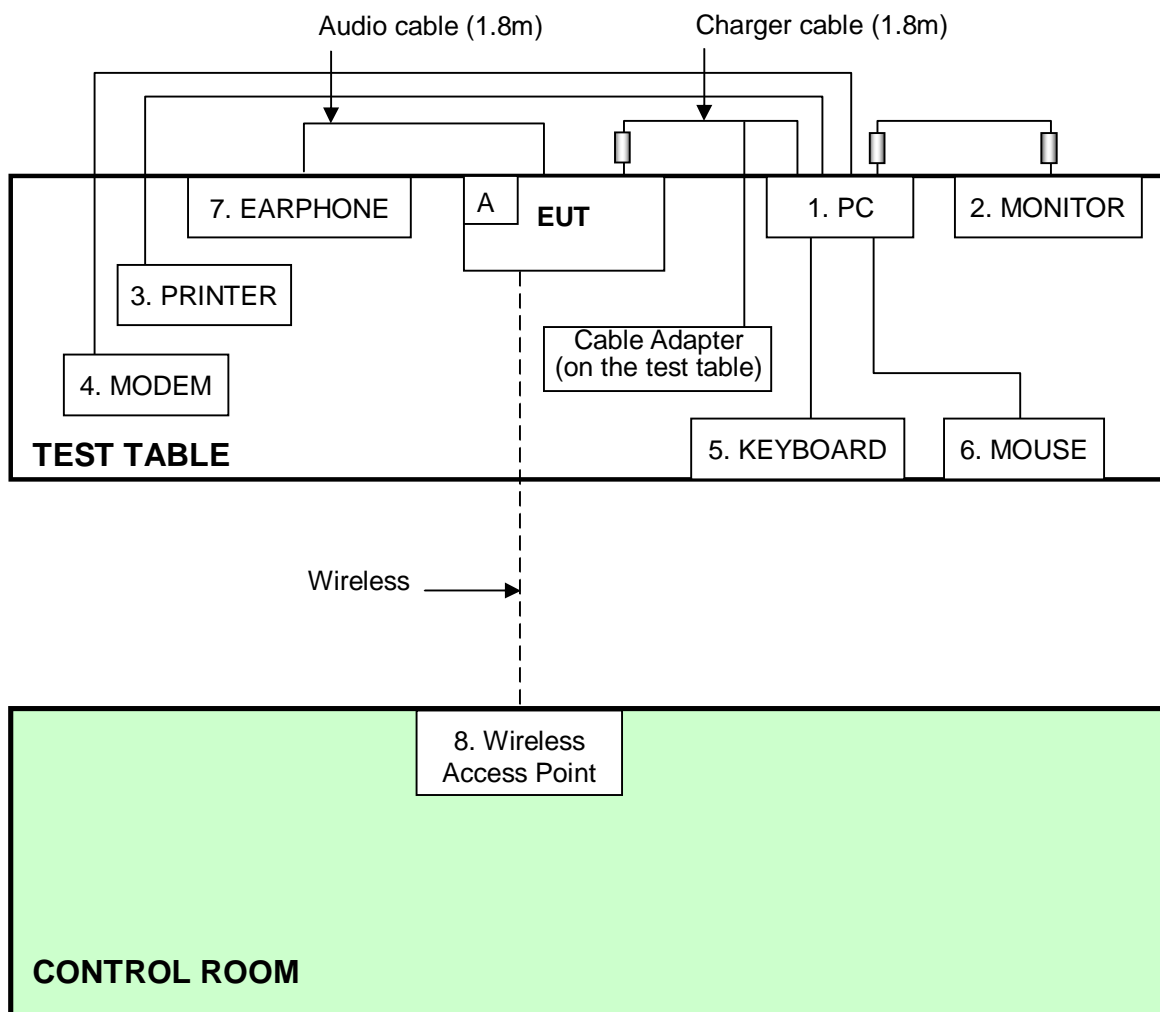 Audio cable (1.8m)
Charger cable (1.8m)
7. EARPHONE
A
EUT
1. PC
2. MONITOR
3. PRINTER
Cable Adapter
(on the test table)
4. MODEM
TEST TABLE
5. KEYBOARD
6. MOUSE
Wireless
8. Wireless
Access Point
CONTROL ROOM